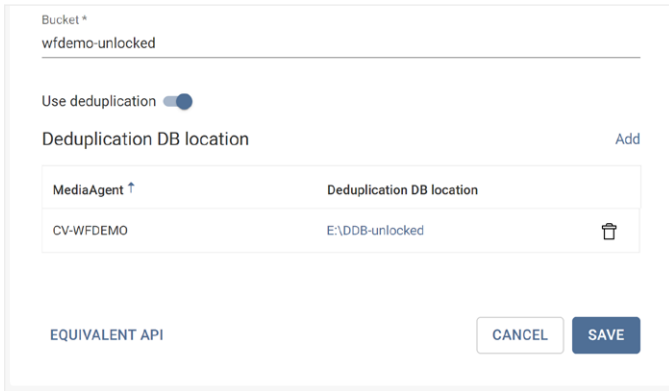 Bucket *
wfdemo-unlocked
Use deduplication
Deduplication DB location Add
MediaAgent ↑ Deduplication DB location
CV-WFDEMO E:\DDB-unlocked
EQUIVALENT API CANCEL SAVE